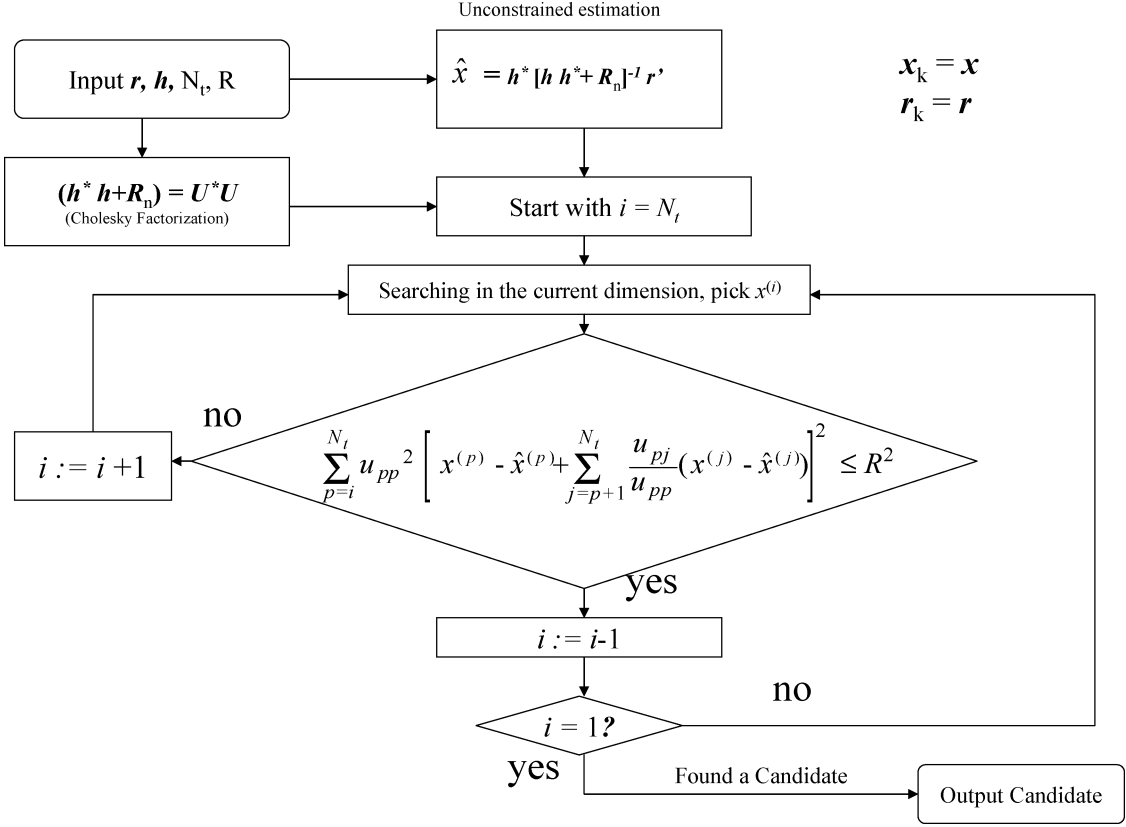 Unconstrained estimation
Input r, h, Nt, R
x̂ = h* [h h*+ Rn]-1 r’
xk = x
rk = r
(h* h+Rn) = U*U
(Cholesky Factorization)
Start with i = Nt
Searching in the current dimension, pick x(i)
no
i := i +1
∑p=i^Nt upp² [ x(p) - x̂(p)+ ∑j=p+1^Nt upj/upp (x(j) - x̂(j)) ]² ≤ R²
yes
i := i-1
no
i = 1?
yes
Found a Candidate
Output Candidate